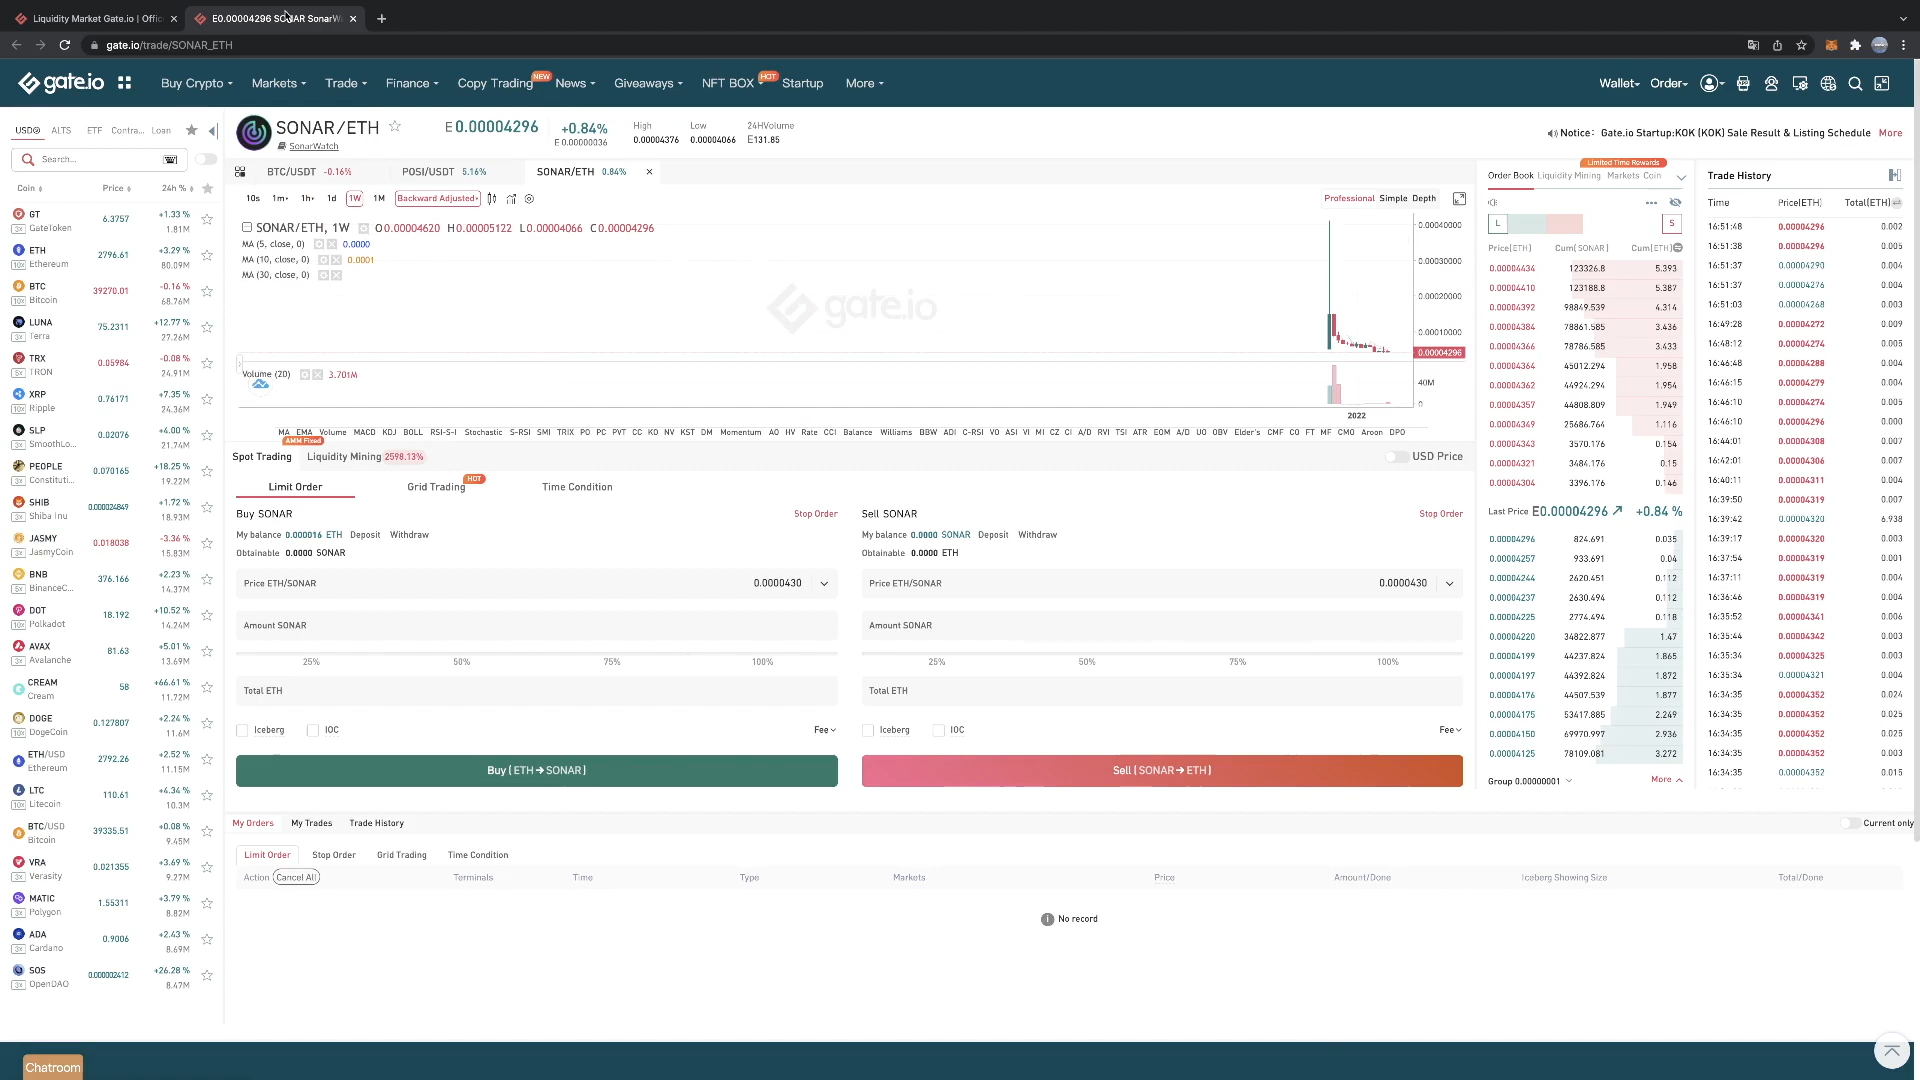 Liquidity Market Gate.io | Offici
E0.00004296 SONAR SonarWa
gate.io/trade/SONAR_ETH
gate.io
Buy Crypto
Markets
Trade
Finance
Copy Trading
NEW
News
Giveaways
NFT BOX
HOT
Startup
More
Wallet
Order
USDⓈ ALTS ETF Contra... Loan
Search...
Coin Price 24h %
GT 6.3757 +1.33 %
GateToken 1.81M
3x
ETH 2796.61 +3.29 %
10x Ethereum 80.09M
BTC 39270.01 -0.16 %
10x Bitcoin 68.76M
LUNA 75.2311 +12.77 %
3x Terra 27.26M
TRX 0.05984 -0.08 %
5x TRON 24.91M
XRP 0.76171 +7.35 %
10x Ripple 24.36M
SLP 0.02076 +4.00 %
3x SmoothLo... 21.74M
PEOPLE 0.070165 +18.25 %
3x Constituti... 19.22M
SHIB 0.000024849 +1.72 %
3x Shiba Inu 18.93M
JASMY 0.018038 -3.36 %
3x JasmyCoin 15.83M
BNB 376.166 +2.23 %
5x BinanceC... 14.37M
DOT 18.192 +10.52 %
10x Polkadot 14.24M
AVAX 81.63 +5.01 %
3x Avalanche 13.69M
CREAM 58 +66.61 %
Cream 11.72M
DOGE 0.127807 +2.24 %
10x DogeCoin 11.6M
ETH/USD 2792.26 +2.52 %
Ethereum 11.15M
LTC 110.61 +4.34 %
10x Litecoin 10.3M
BTC/USD 39335.51 +0.08 %
Bitcoin 9.45M
VRA 0.021355 +3.69 %
3x Verasity 9.27M
MATIC 1.55311 +3.79 %
3x Polygon 8.82M
ADA 0.9006 +2.43 %
3x Cardano 8.69M
SOS 0.000002412 +26.28 %
3x OpenDAO 8.47M
SONAR/ETH
SonarWatch
E0.00004296
+0.84%
E 0.00000036
High
0.00004376
Low
0.00004066
24HVolume
E131.85
Notice: Gate.io Startup:KOK (KOK) Sale Result & Listing Schedule More
BTC/USDT -0.16%
POSI/USDT 5.16%
SONAR/ETH 0.84%
10s 1m 1h 1d 1W 1M Backward Adjusted
Professional Simple Depth
SONAR/ETH, 1W O0.00004620 H0.00005122 L0.00004066 C0.00004296
MA (5, close, 0) 0.0000
MA (10, close, 0) 0.0001
MA (30, close, 0)
gate.io
0.00040000
0.00030000
0.00020000
0.00010000
0.00004296
Volume (20) 3.701M
40M
0
2022
MA EMA Volume MACD KDJ BOLL RSI-S-I Stochastic S-RSI SMI TRIX PO PC PVT CC KO NV KST DM Momentum AO HV Rate CCI Balance Williams BBW ADI C-RSI VO ASI VI MI CZ CI A/D RVI TSI ATR EOM A/D UO OBV Elder's CMF CO FT MF CMO Aroon DPO
AMM Fixed
Spot Trading
Liquidity Mining 2598.13%
USD Price
Limit Order
Grid Trading
HOT
Time Condition
Buy SONAR
Stop Order
My balance 0.000016 ETH Deposit Withdraw
Obtainable 0.0000 SONAR
Price ETH/SONAR 0.0000430
Amount SONAR
25% 50% 75% 100%
Total ETH
Iceberg IOC Fee
Buy (ETH➔SONAR)
Sell SONAR
Stop Order
My balance 0.0000 SONAR Deposit Withdraw
Obtainable 0.0000 ETH
Price ETH/SONAR 0.0000430
Amount SONAR
25% 50% 75% 100%
Total ETH
Iceberg IOC Fee
Sell (SONAR➔ETH)
Limited Time Rewards
Order Book Liquidity Mining Markets Coin
L S
Price(ETH) Cum(SONAR) Cum(ETH)
0.00004434 123326.8 5.393
0.00004410 123188.8 5.387
0.00004392 98849.539 4.314
0.00004384 78861.585 3.436
0.00004366 78786.585 3.433
0.00004364 45012.294 1.958
0.00004362 44924.294 1.954
0.00004357 44808.809 1.949
0.00004349 25686.764 1.116
0.00004343 3570.176 0.154
0.00004321 3484.176 0.15
0.00004304 3396.176 0.146
Last Price E0.00004296 ↗ +0.84 %
0.00004296 824.691 0.035
0.00004257 933.691 0.04
0.00004244 2620.451 0.112
0.00004237 2630.494 0.112
0.00004225 2774.494 0.118
0.00004220 34822.877 1.47
0.00004199 44237.824 1.865
0.00004197 44392.824 1.872
0.00004176 44507.539 1.877
0.00004175 53417.885 2.249
0.00004150 69970.997 2.936
0.00004125 78109.081 3.272
Group 0.00000001 More
Trade History
Time Price(ETH) Total(ETH)
16:51:48 0.00004296 0.002
16:51:38 0.00004296 0.005
16:51:37 0.00004290 0.004
16:51:37 0.00004276 0.004
16:51:03 0.00004268 0.003
16:49:28 0.00004272 0.009
16:48:12 0.00004274 0.005
16:46:48 0.00004288 0.004
16:46:15 0.00004279 0.004
16:46:10 0.00004274 0.005
16:46:10 0.00004296 0.000
16:44:01 0.00004308 0.007
16:42:01 0.00004306 0.007
16:40:11 0.00004311 0.004
16:39:50 0.00004319 0.007
16:39:42 0.00004320 6.938
16:39:17 0.00004320 0.003
16:37:54 0.00004319 0.001
16:37:11 0.00004319 0.004
16:36:46 0.00004319 0.004
16:35:52 0.00004341 0.006
16:35:44 0.00004342 0.003
16:35:34 0.00004325 0.003
16:35:34 0.00004321 0.004
16:34:35 0.00004352 0.024
16:34:35 0.00004352 0.025
16:34:35 0.00004352 0.025
16:34:35 0.00004352 0.003
16:34:35 0.00004352 0.015
My Orders My Trades Trade History
Current only
Limit Order Stop Order Grid Trading Time Condition
Action Cancel All Terminals Time Type Markets Price Amount/Done Iceberg Showing Size Total/Done
No record
Chatroom